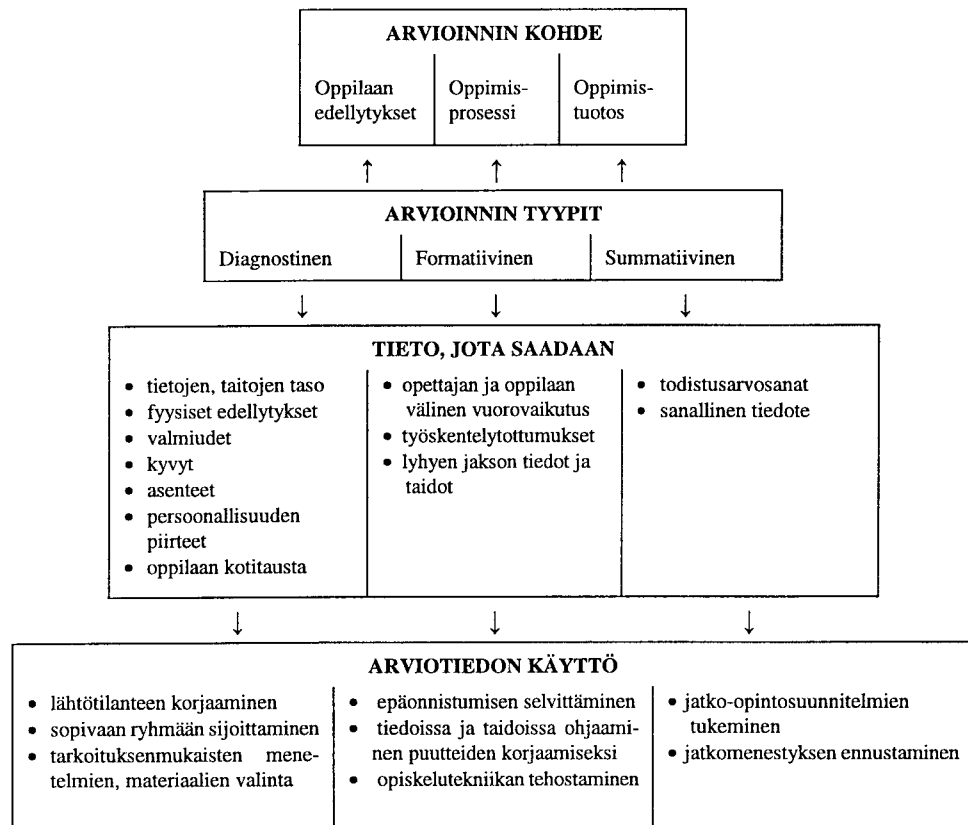 ARVIOINNIN KOHDE
Oppilaan
edellytykset
Oppimis-
prosessi
Oppimis-
tuotos
ARVIOINNIN TYYPIT
Diagnostinen
Formatiivinen
Summatiivinen
TIETO, JOTA SAADAAN
• tietojen, taitojen taso
• fyysiset edellytykset
• valmiudet
• kyvyt
• asenteet
• persoonallisuuden
piirteet
• oppilaan kotitausta
• opettajan ja oppilaan
välinen vuorovaikutus
• työskentelytottumukset
• lyhyen jakson tiedot ja
taidot
• todistusarvosanat
• sanallinen tiedote
ARVIOTIEDON KÄYTTÖ
• lähtötilanteen korjaaminen
• sopivaan ryhmään sijoittaminen
• tarkoituksenmukaisten mene-
telmien, materiaalien valinta
• epäonnistumisen selvittäminen
• tiedoissa ja taidoissa ohjaami-
nen puutteiden korjaamiseksi
• opiskelutekniikan tehostaminen
• jatko-opintosuunnitelmien
tukeminen
• jatkomenestyksen ennustaminen